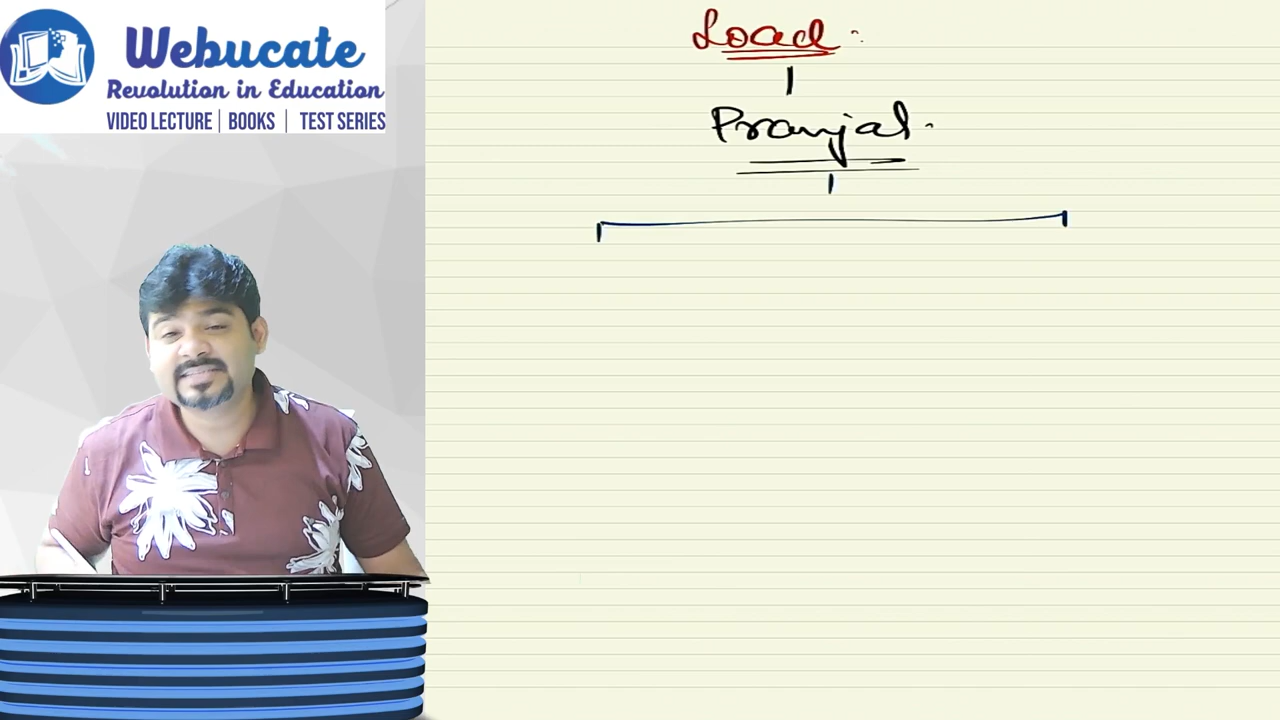 Webucate
Revolution in Education
VIDEO LECTURE | BOOKS | TEST SERIES
Load :
Pranjal.